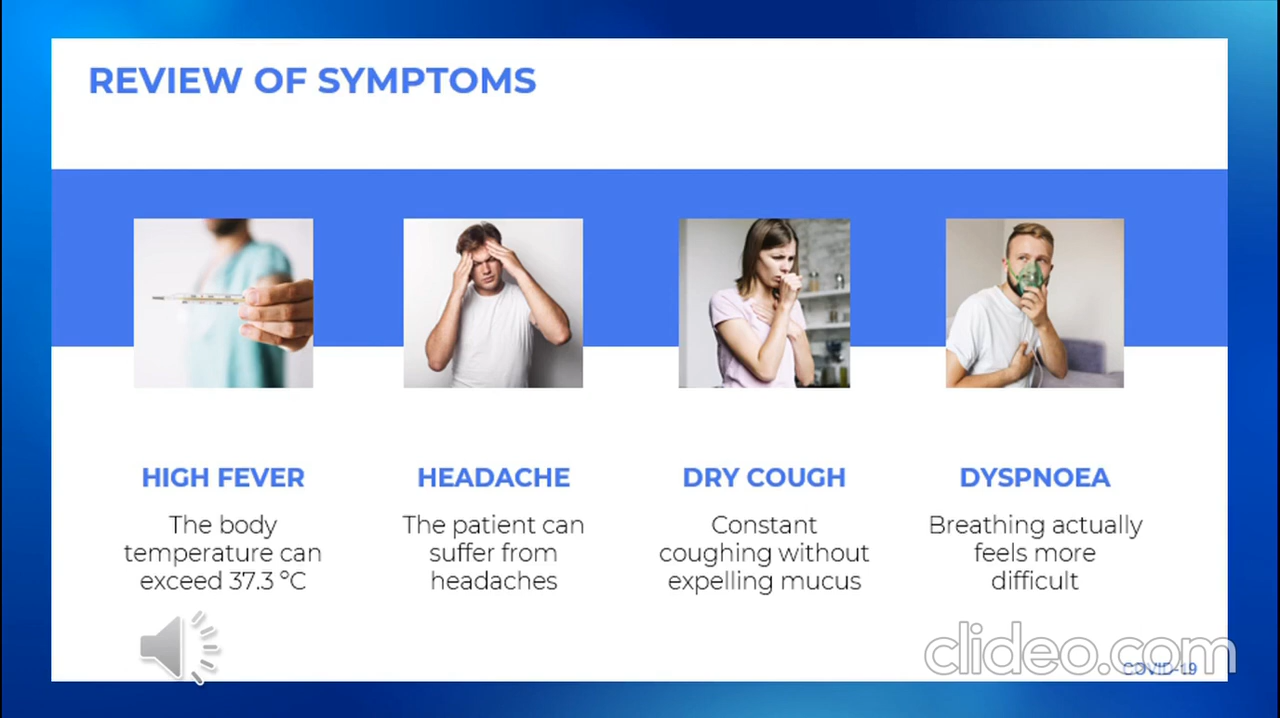 REVIEW OF SYMPTOMS
HIGH FEVER
The body
temperature can
exceed 37.3 ºC
HEADACHE
The patient can
suffer from
headaches
DRY COUGH
Constant
coughing without
expelling mucus
DYSPNOEA
Breathing actually
feels more
difficult
clideo.com
COVID-19